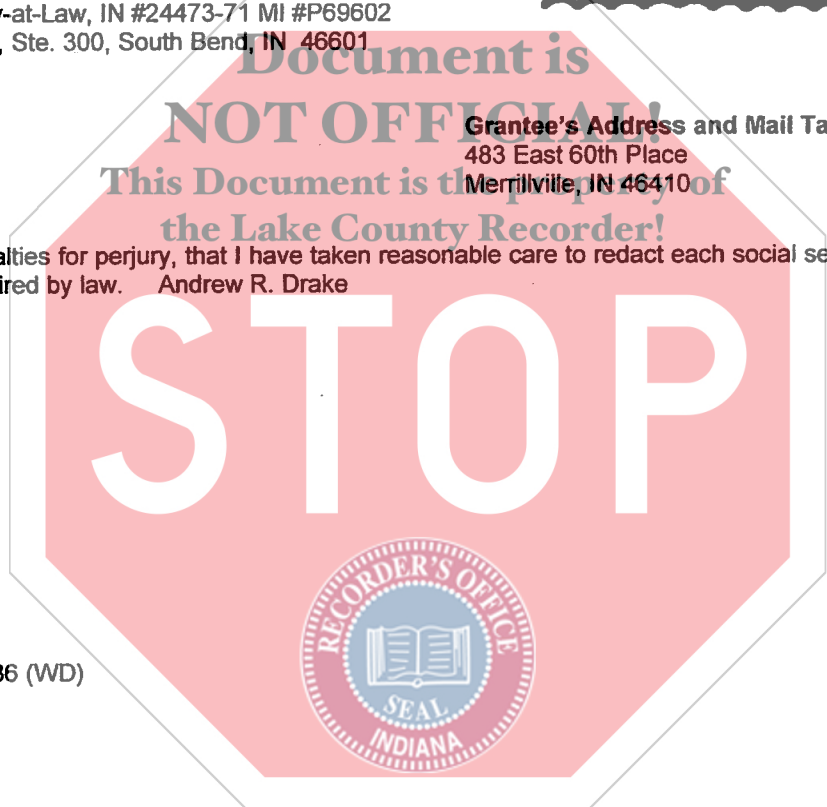 -at-Law, IN #24473-71 MI #P69602
, Ste. 300, South Bend, IN 46601
Document is
NOT OFFICIAL!
Grantee's Address and Mail Ta
483 East 60th Place
This Document is the property of
Merrillville, IN 46410
the Lake County Recorder!
alties for perjury, that I have taken reasonable care to redact each social se
ired by law. Andrew R. Drake
STOP
RECORDER'S OFFICE
SEAL
INDIANA
36 (WD)